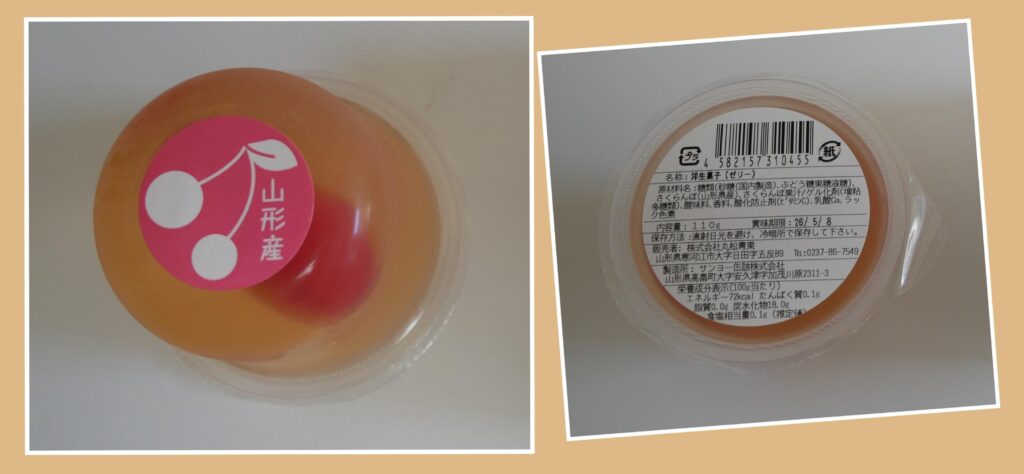 山形産
プラ
4 582157 310455
紙
名称：洋生菓子（ゼリー）
原材料名：糖類(砂糖(国内製造)、ぶどう糖果糖液糖)、
さくらんぼ(山形県産)、さくらんぼ果汁/ゲル化剤(増粘
多糖類)、酸味料、香料、酸化防止剤(ﾋﾞﾀﾐﾝC)、乳酸Ca、ラッ
ク色素
内容量：110g 賞味期限：26/5/8
保存方法：直射日光を避け、冷暗所で保存して下さい。
販売者：株式会社丸松青果
山形県寒河江市大字日田字五反89 TEL:0237-86-7549
製造所：サンヨー缶詰株式会社
山形県高畠町大字安久津字加茂川原2311-3
栄養成分表示(100g当たり)
エネルギー72kcal たんぱく質0.1g
脂質0.0g 炭水化物18.0g
食塩相当量0.1g (推定値)